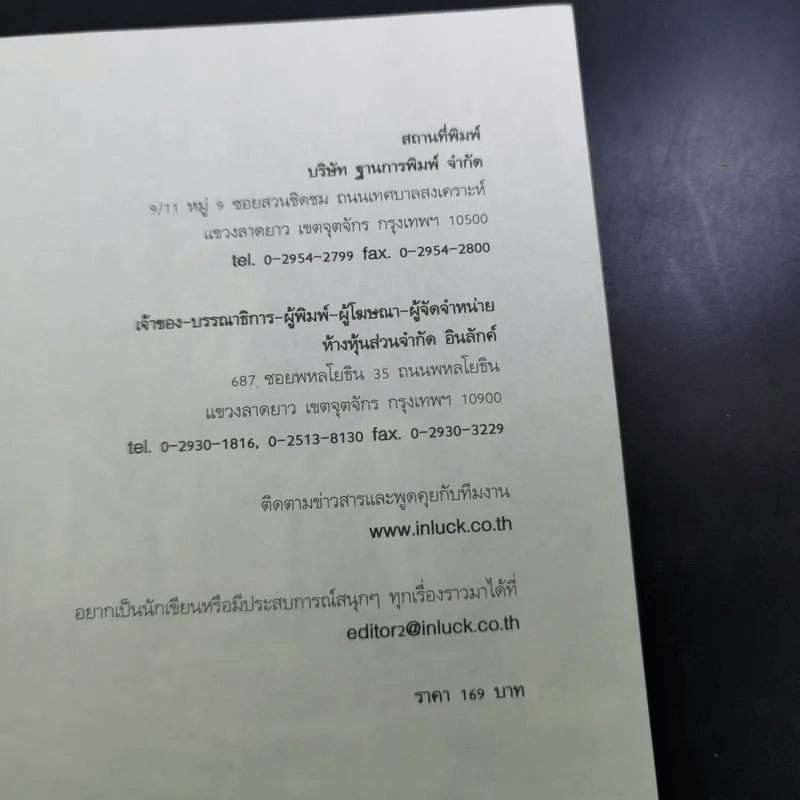 สถานที่พิมพ์
บริษัท ฐานการพิมพ์ จำกัด
9/11 หมู่ 9 ซอยสวนชิดชม ถนนเทศบาลสงเคราะห์
แขวงลาดยาว เขตจตุจักร กรุงเทพฯ 10500
tel. 0-2954-2799 fax. 0-2954-2800
เจ้าของ-บรรณาธิการ-ผู้พิมพ์-ผู้โฆษณา-ผู้จัดจำหน่าย
ห้างหุ้นส่วนจำกัด อินลักค์
687 ซอยพหลโยธิน 35 ถนนพหลโยธิน
แขวงลาดยาว เขตจตุจักร กรุงเทพฯ 10900
tel. 0-2930-1816, 0-2513-8130 fax. 0-2930-3229
ติดตามข่าวสารและพูดคุยกับทีมงาน
www.inluck.co.th
อยากเป็นนักเขียนหรือมีประสบการณ์สนุกๆ ทุกเรื่องราวมาได้ที่
editor2@inluck.co.th
ราคา 169 บาท